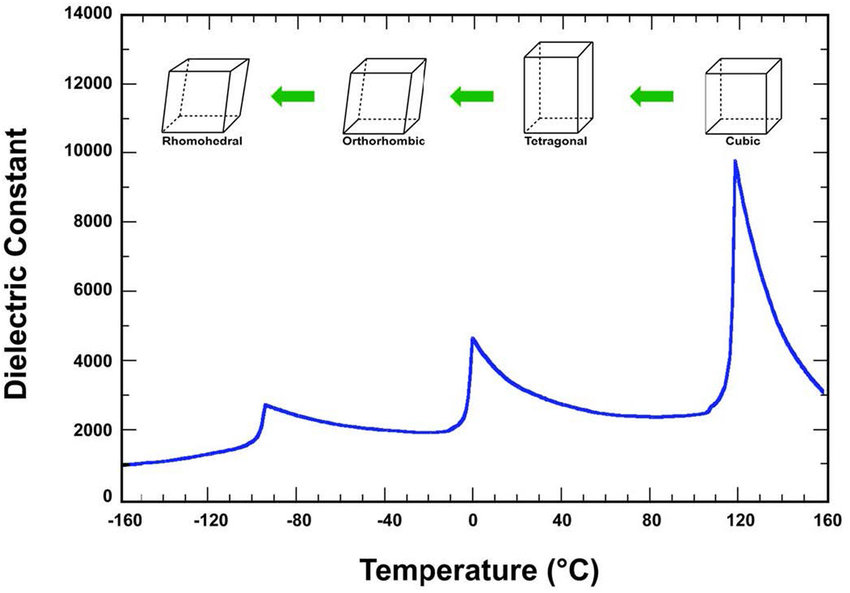 14000
12000
10000
8000
6000
4000
2000
0
Dielectric Constant
Rhomohedral
Orthorhombic
Tetragonal
Cubic
-160 -120 -80 -40 0 40 80 120 160
Temperature (°C)